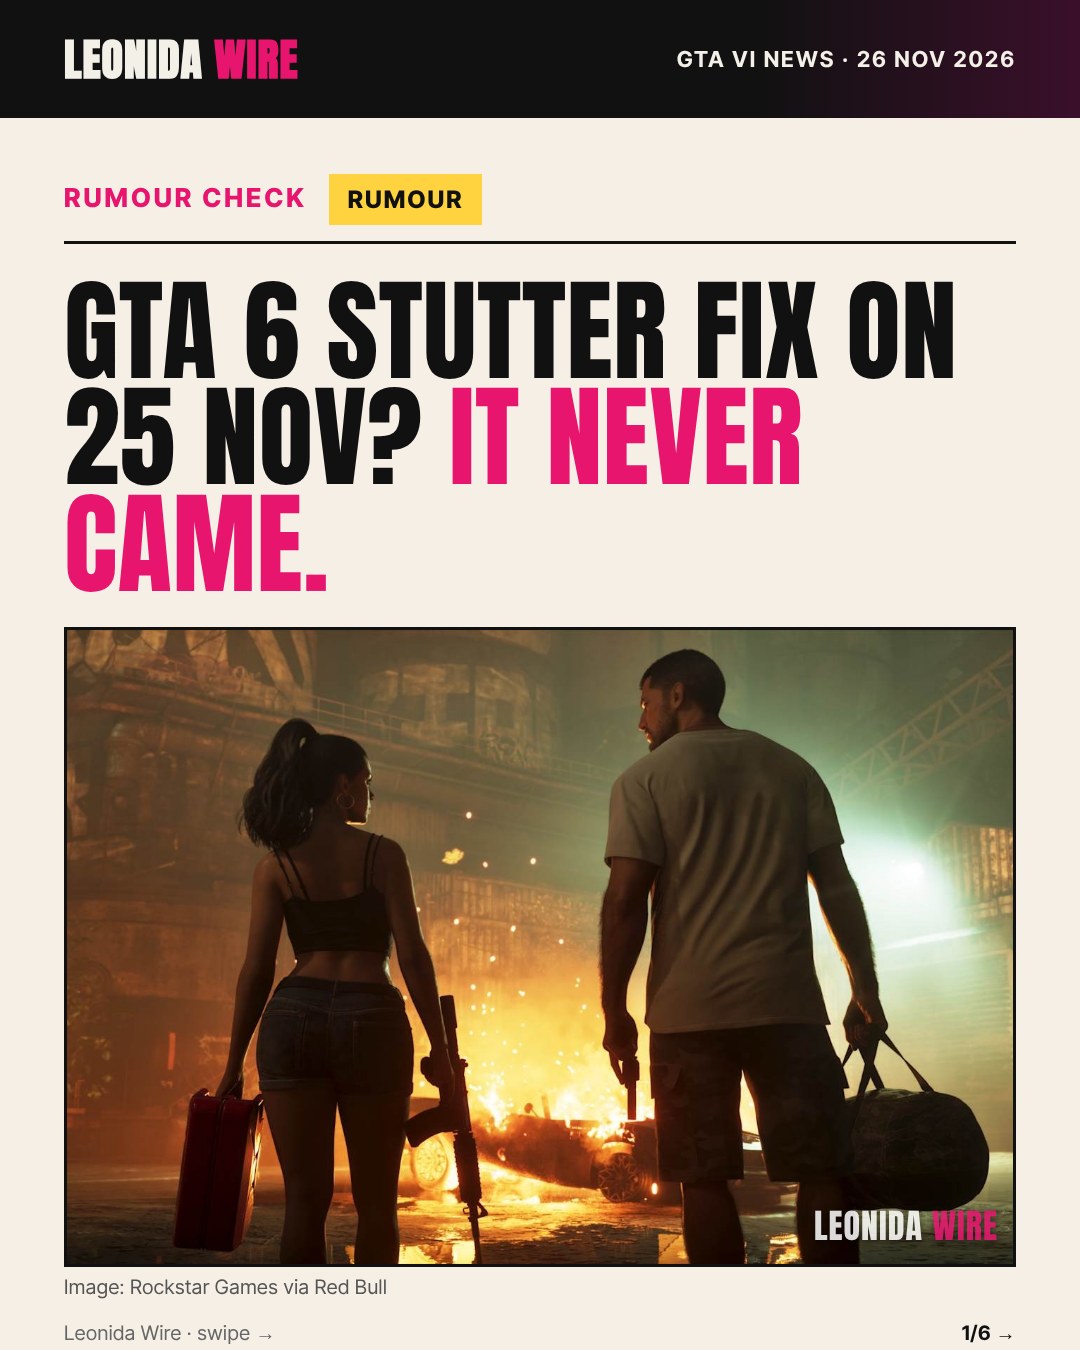 LEONIDA WIRE
GTA VI NEWS · 26 NOV 2026
RUMOUR CHECK
RUMOUR
GTA 6 STUTTER FIX ON
25 NOV? IT NEVER
CAME.
LEONIDA WIRE
Image: Rockstar Games via Red Bull
Leonida Wire · swipe →
1/6 →